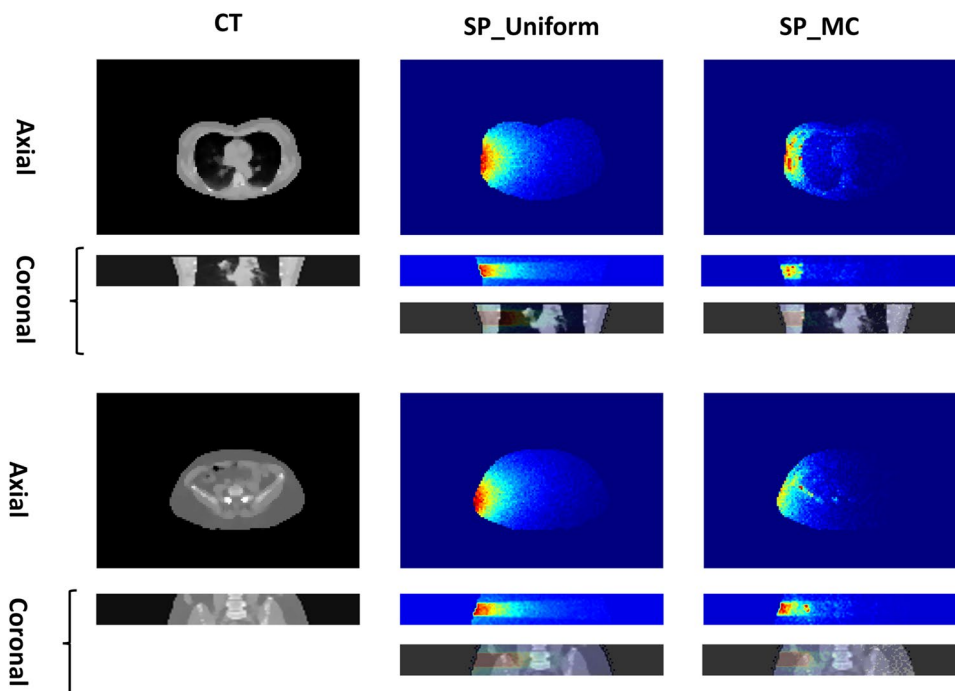 CT
SP_Uniform
SP_MC
Axial
Coronal
Axial
Coronal